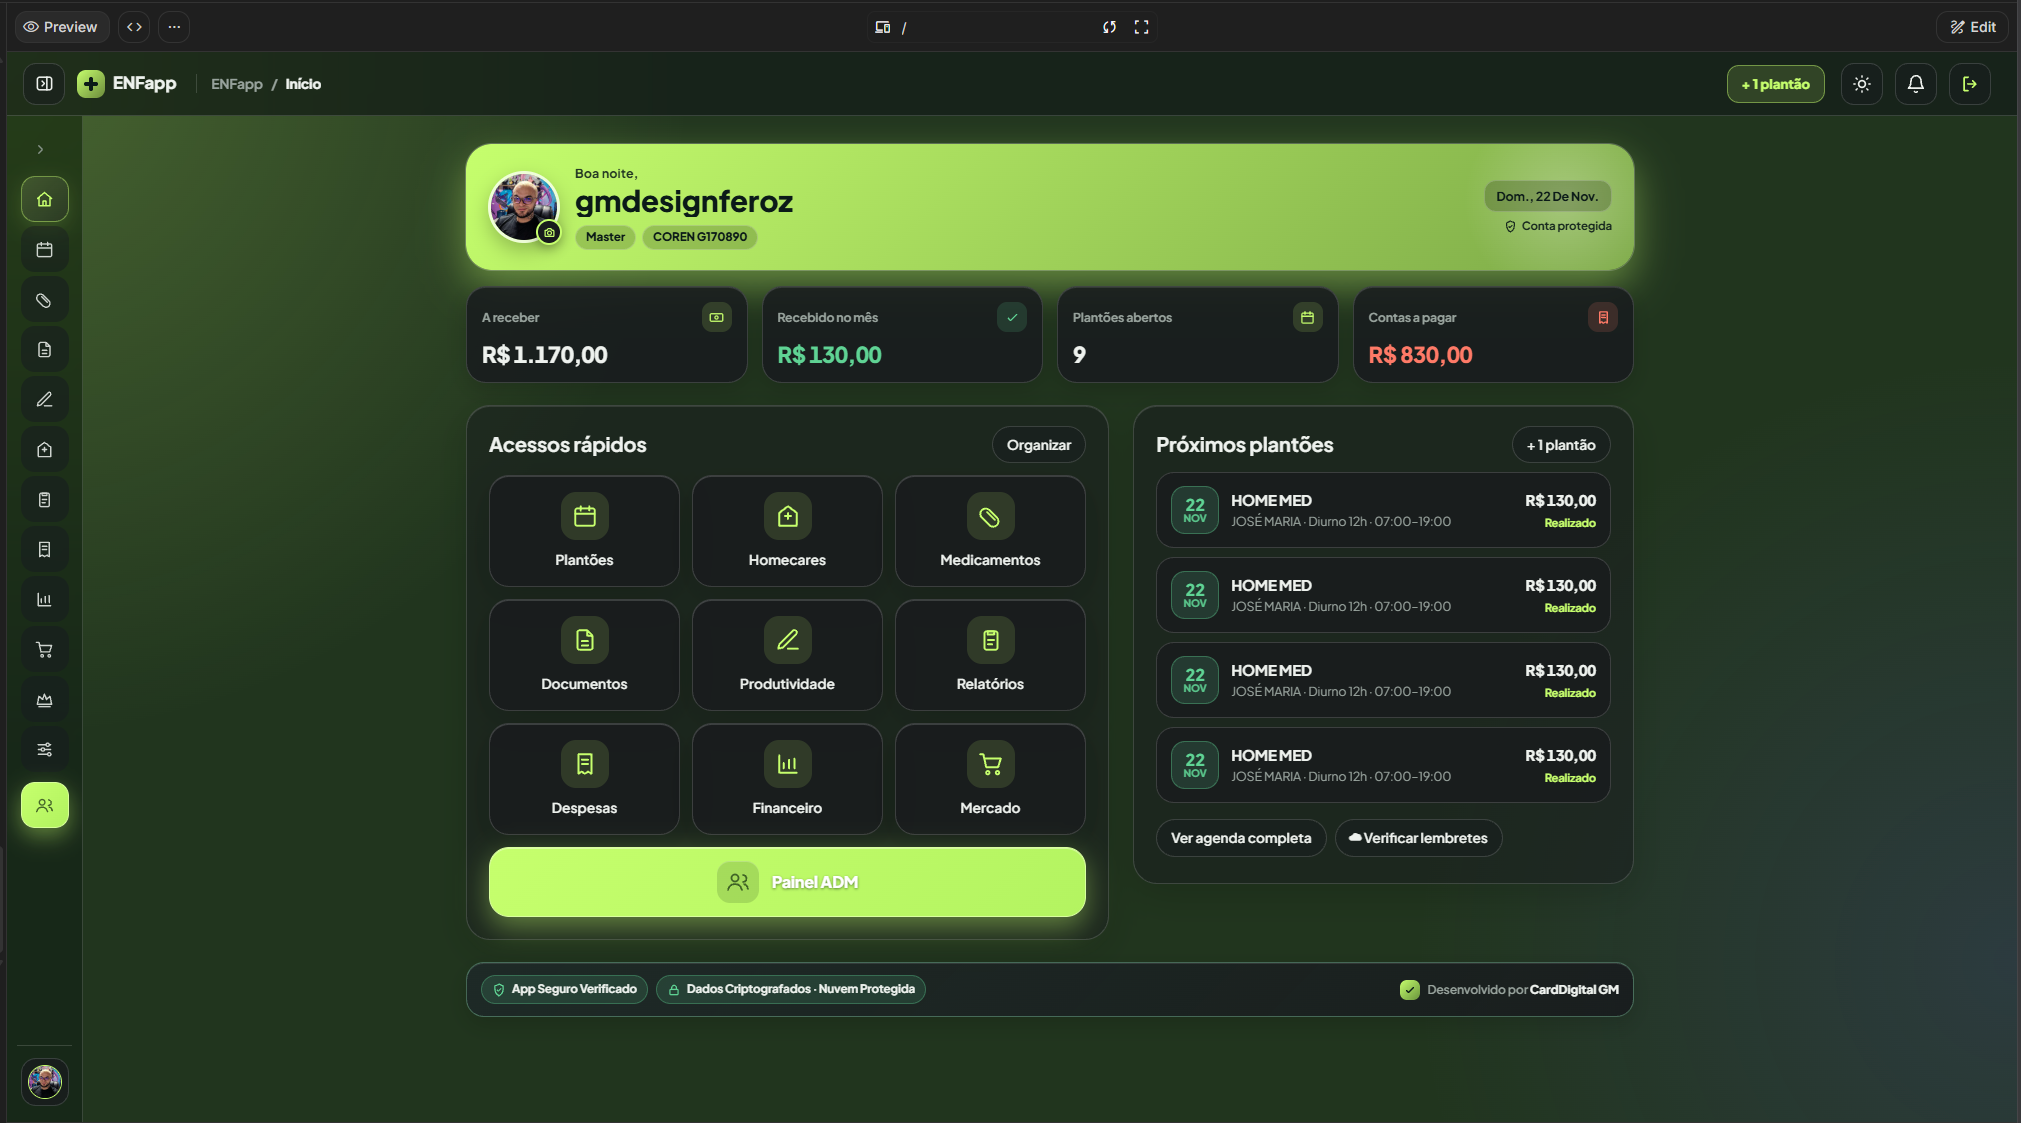 Preview
/
Edit
ENFapp
ENFapp / Início
+ 1 plantão
Boa noite,
gmdesignferoz
Master
COREN G170890
Dom., 22 De Nov.
Conta protegida
A receber
R$ 1.170,00
Recebido no mês
R$ 130,00
Plantões abertos
9
Contas a pagar
R$ 830,00
Acessos rápidos
Organizar
Plantões
Homecares
Medicamentos
Documentos
Produtividade
Relatórios
Despesas
Financeiro
Mercado
Painel ADM
Próximos plantões
+ 1 plantão
22
NOV
HOME MED
JOSÉ MARIA · Diurno 12h · 07:00–19:00
R$ 130,00
Realizado
22
NOV
HOME MED
JOSÉ MARIA · Diurno 12h · 07:00–19:00
R$ 130,00
Realizado
22
NOV
HOME MED
JOSÉ MARIA · Diurno 12h · 07:00–19:00
R$ 130,00
Realizado
22
NOV
HOME MED
JOSÉ MARIA · Diurno 12h · 07:00–19:00
R$ 130,00
Realizado
Ver agenda completa
Verificar lembretes
App Seguro Verificado
Dados Criptografados · Nuvem Protegida
Desenvolvido por CardDigital GM